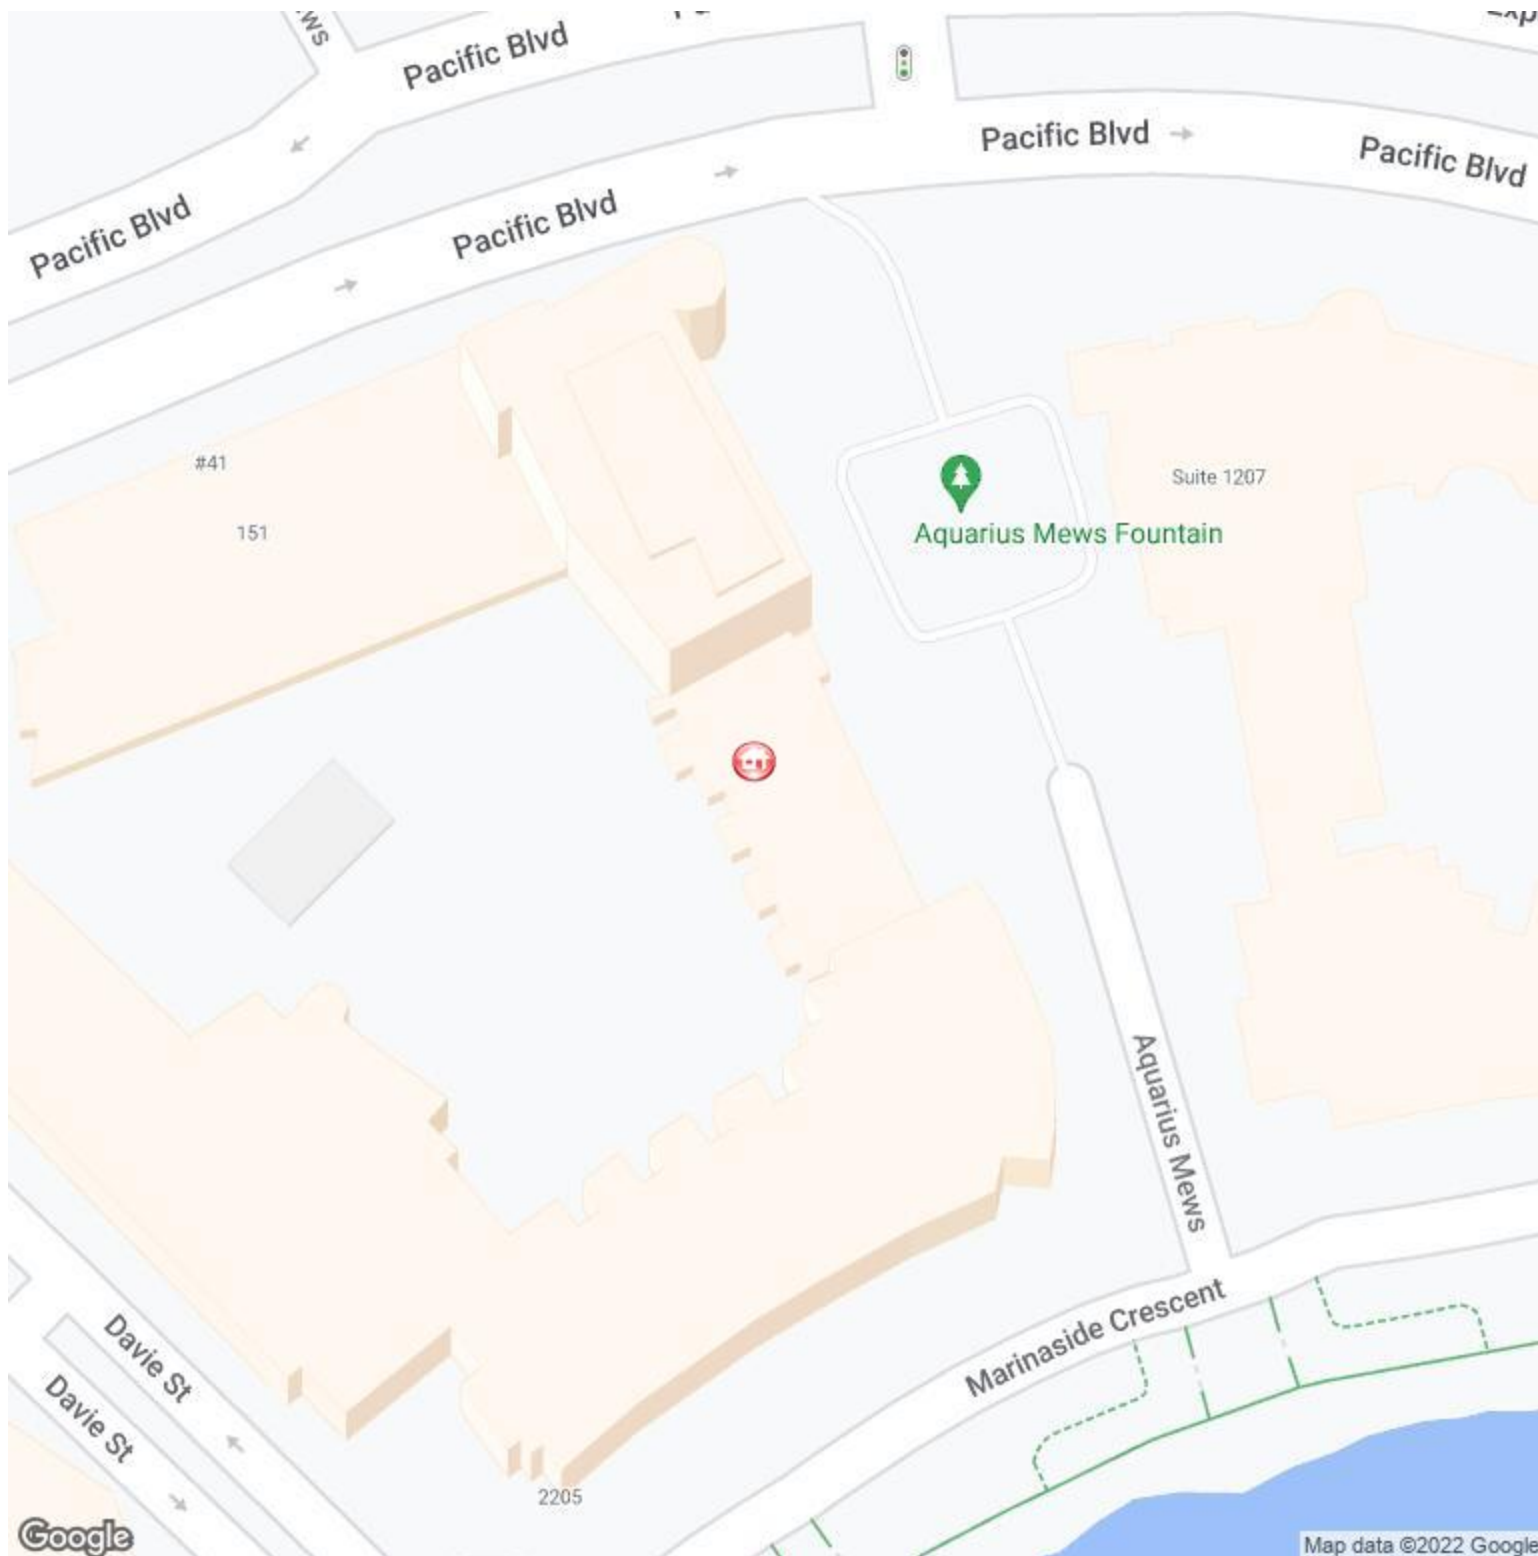 Pacific Blvd
Pacific Blvd
Pacific Blvd
Pacific Blvd
Pacific Blvd
#41
151
Suite 1207
Aquarius Mews Fountain
Aquarius Mews
Marinaside Crescent
Davie St
Davie St
2205
Google
Map data ©2022 Google